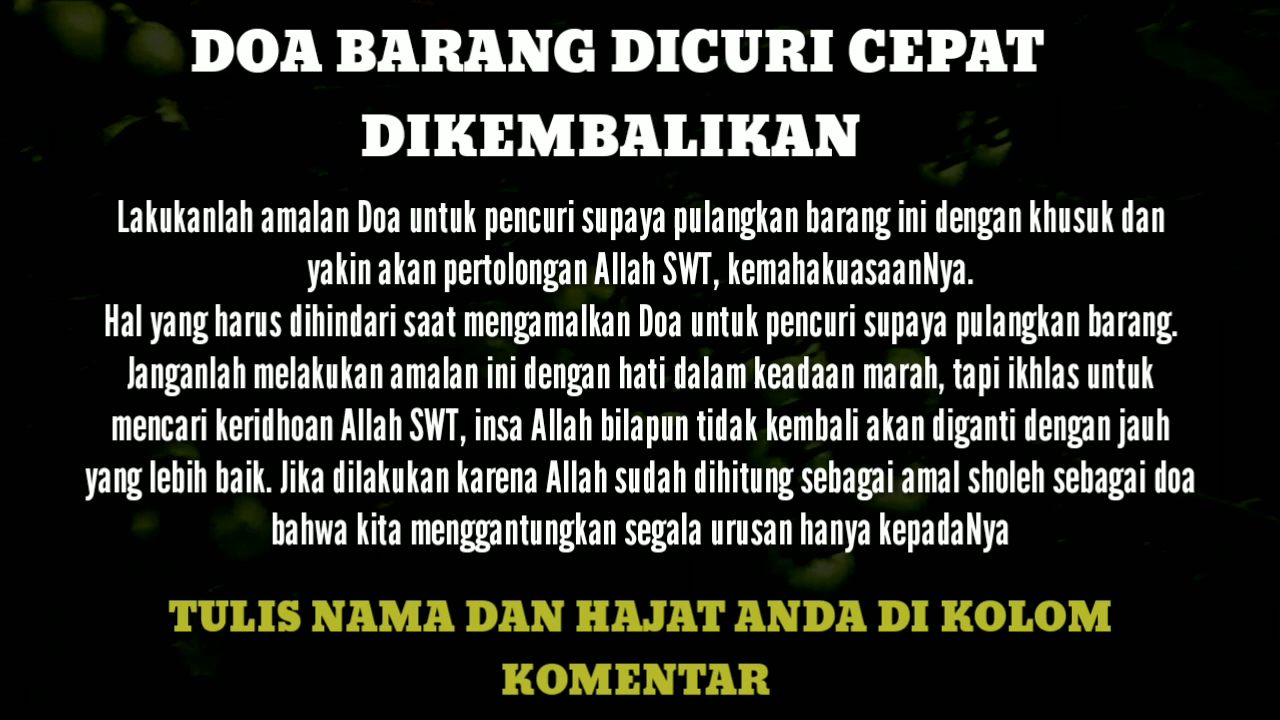 DOA BARANG DICURI CEPAT
DIKEMBALIKAN
Lakukanlah amalan Doa untuk pencuri supaya pulangkan barang ini dengan khusuk dan
yakin akan pertolongan Allah SWT, kemahakuasaanNya.
Hal yang harus dihindari saat mengamalkan Doa untuk pencuri supaya pulangkan barang.
Janganlah melakukan amalan ini dengan hati dalam keadaan marah, tapi ikhlas untuk
mencari keridhoan Allah SWT, insa Allah bilapun tidak kembali akan diganti dengan jauh
yang lebih baik. Jika dilakukan karena Allah sudah dihitung sebagai amal sholeh sebagai doa
bahwa kita menggantungkan segala urusan hanya kepadaNya
TULIS NAMA DAN HAJAT ANDA DI KOLOM
KOMENTAR